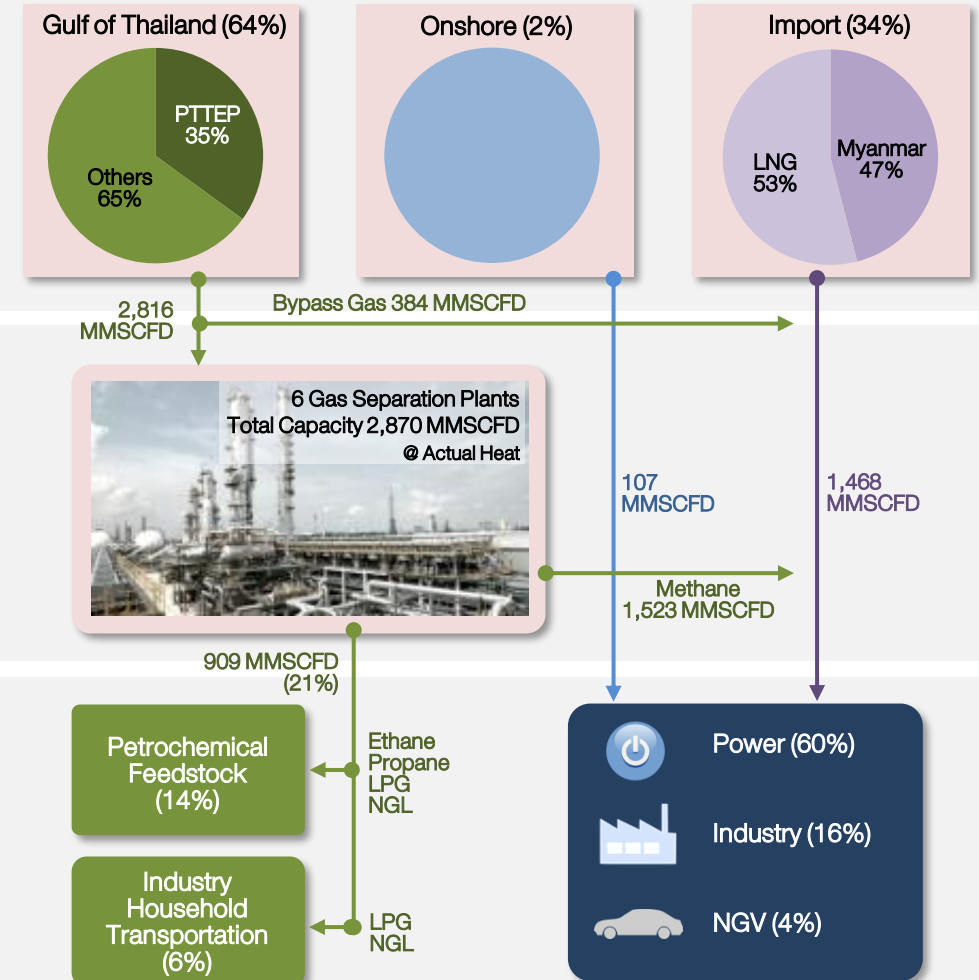 Gulf of Thailand (64%)
PTTEP
35%
Others
65%
Onshore (2%)
Import (34%)
LNG
53%
Myanmar
47%
2,816
MMSCFD
Bypass Gas 384 MMSCFD
6 Gas Separation Plants
Total Capacity 2,870 MMSCFD
@ Actual Heat
107
MMSCFD
1,468
MMSCFD
Methane
1,523 MMSCFD
909 MMSCFD
(21%)
Petrochemical
Feedstock
(14%)
Ethane
Propane
LPG
NGL
Industry
Household
Transportation
(6%)
LPG
NGL
Power (60%)
Industry (16%)
NGV (4%)